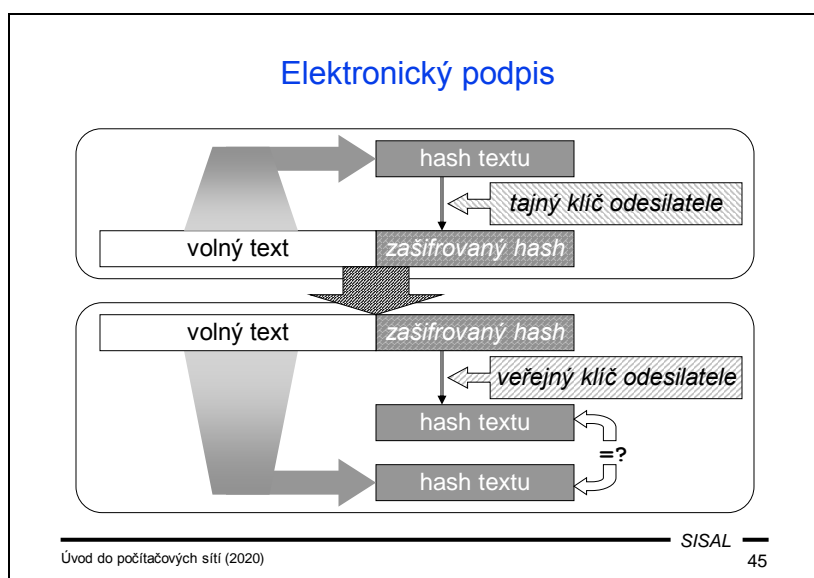 Elektronický podpis
hash textu
tajný klíč odesilatele
volný text
zašifrovaný hash
volný text
zašifrovaný hash
veřejný klíč odesilatele
hash textu
=?
hash textu
SISAL
Úvod do počítačových sítí (2020)
45